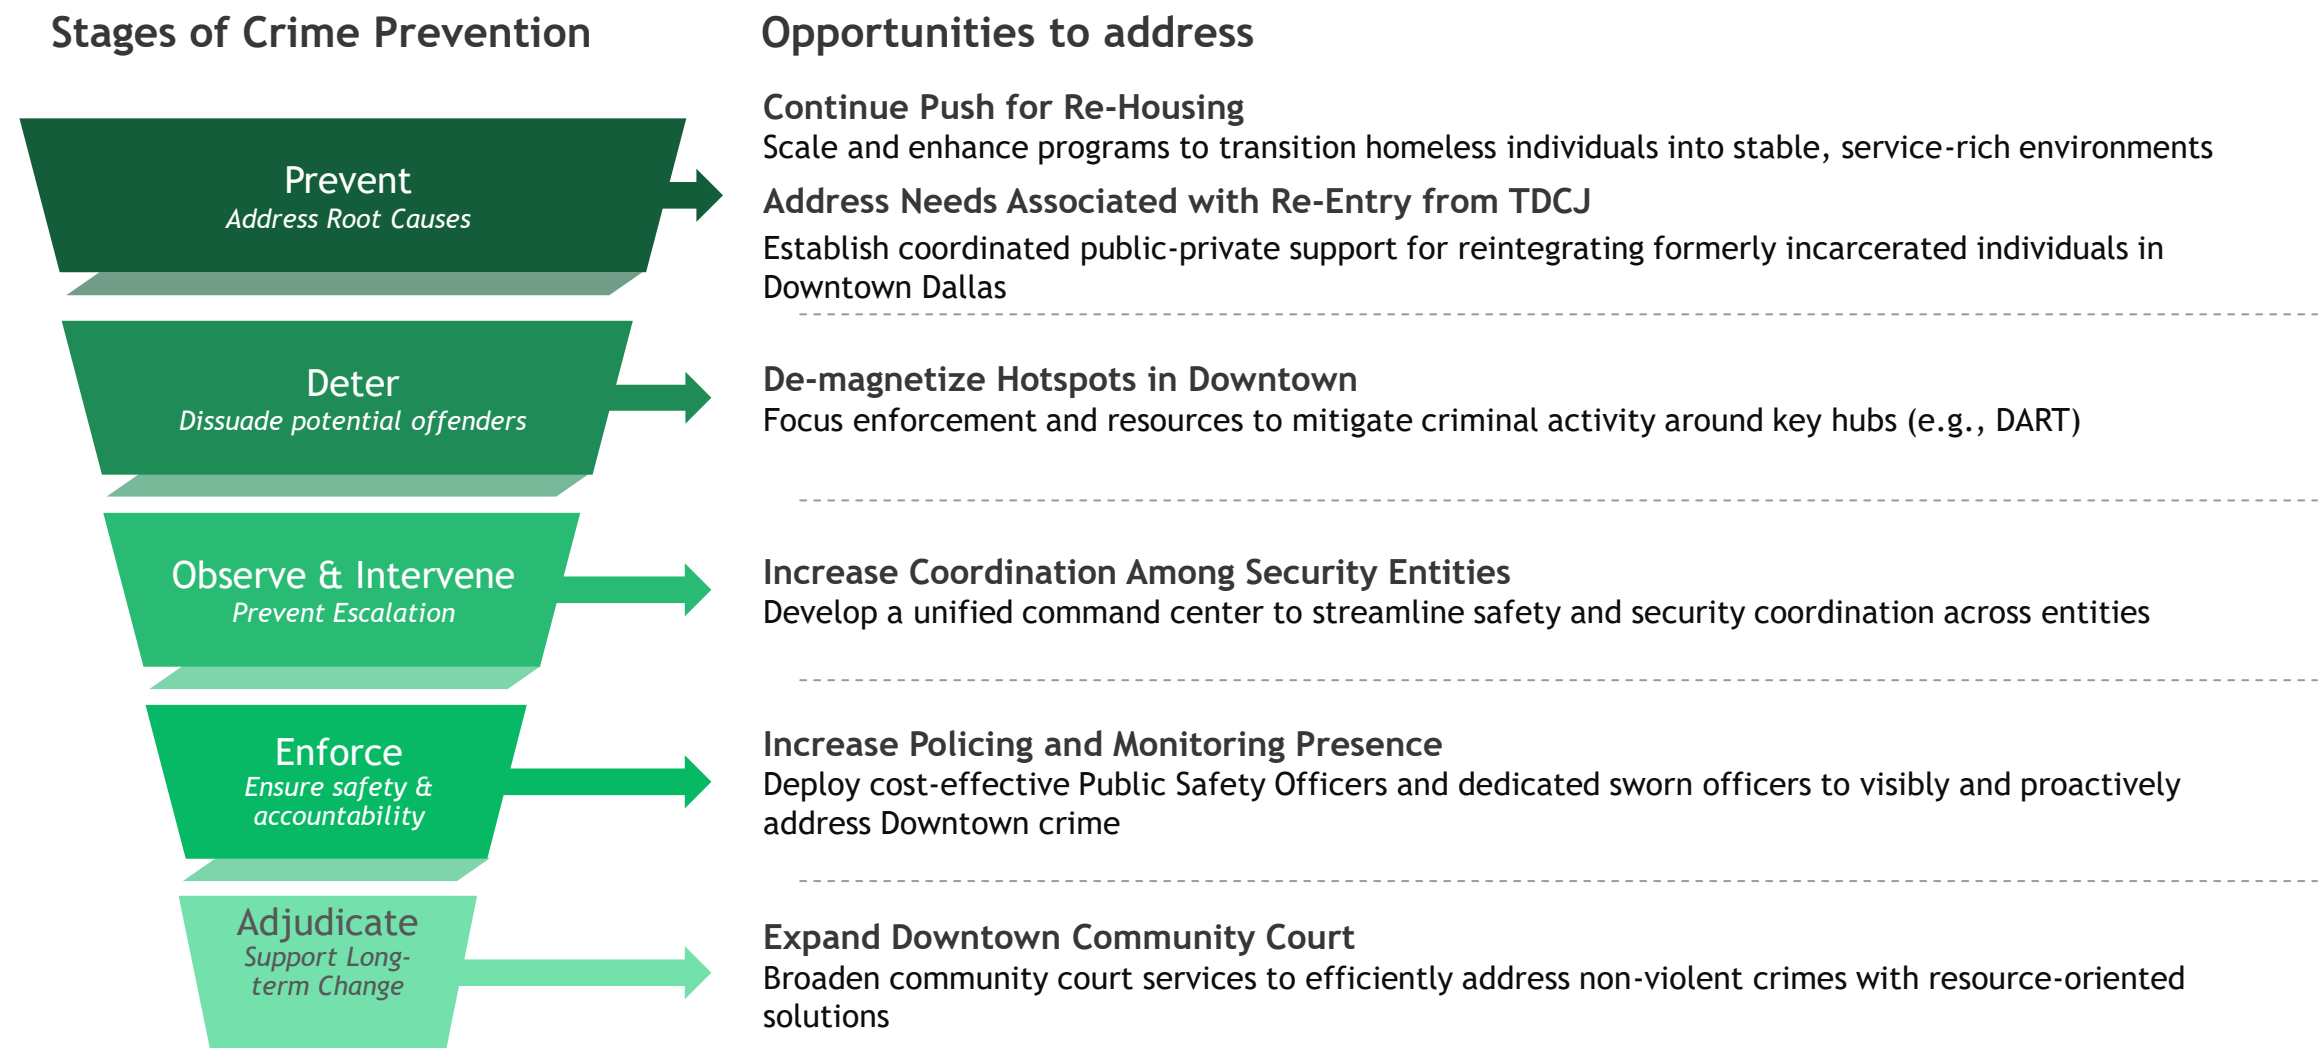 Stages of Crime Prevention
Opportunities to address
Prevent
Address Root Causes
Continue Push for Re-Housing
Scale and enhance programs to transition homeless individuals into stable, service-rich environments
Address Needs Associated with Re-Entry from TDCJ
Establish coordinated public-private support for reintegrating formerly incarcerated individuals in
Downtown Dallas
Deter
Dissuade potential offenders
De-magnetize Hotspots in Downtown
Focus enforcement and resources to mitigate criminal activity around key hubs (e.g., DART)
Observe & Intervene
Prevent Escalation
Increase Coordination Among Security Entities
Develop a unified command center to streamline safety and security coordination across entities
Enforce
Ensure safety &
accountability
Increase Policing and Monitoring Presence
Deploy cost-effective Public Safety Officers and dedicated sworn officers to visibly and proactively
address Downtown crime
Adjudicate
Support Long-
term Change
Expand Downtown Community Court
Broaden community court services to efficiently address non-violent crimes with resource-oriented
solutions